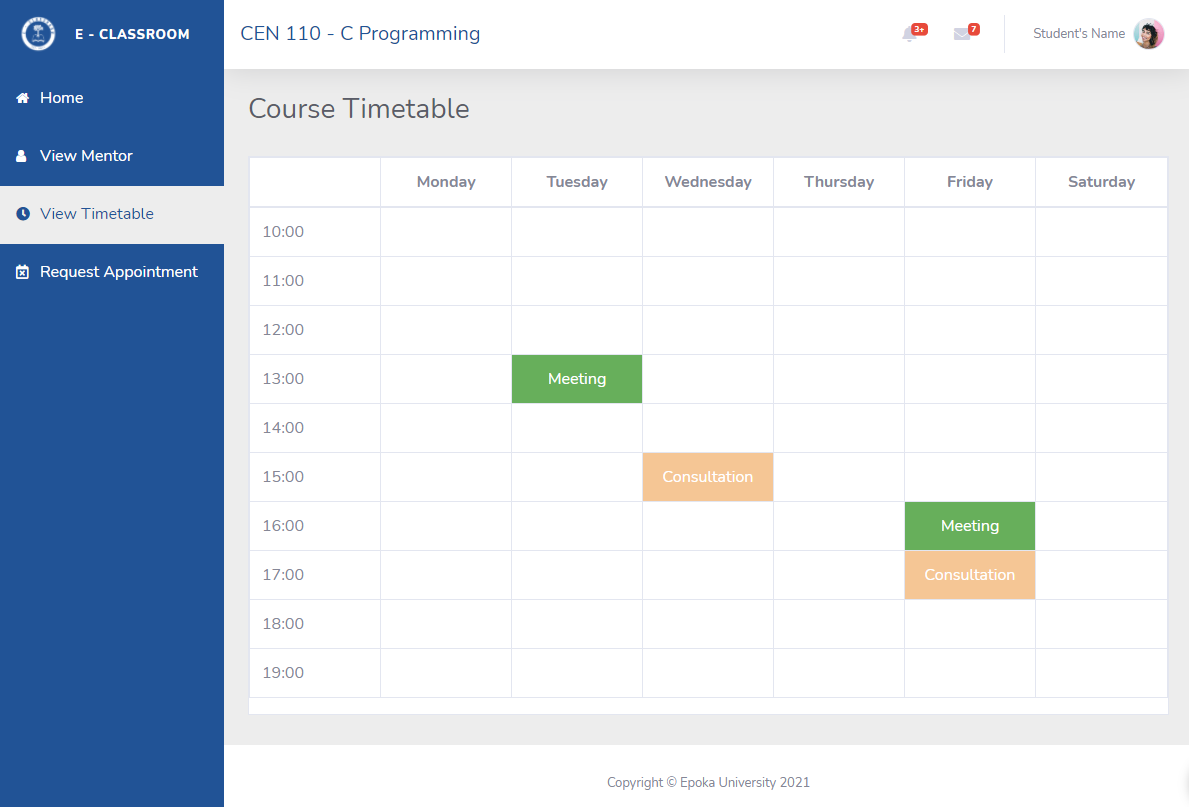 E - CLASSROOM
CEN 110 - C Programming
3+
7
Student's Name
Home
View Mentor
View Timetable
Request Appointment
Course Timetable
Monday Tuesday Wednesday Thursday Friday Saturday
10:00
11:00
12:00
13:00 Meeting
14:00
15:00 Consultation
16:00 Meeting
17:00 Consultation
18:00
19:00
Copyright © Epoka University 2021